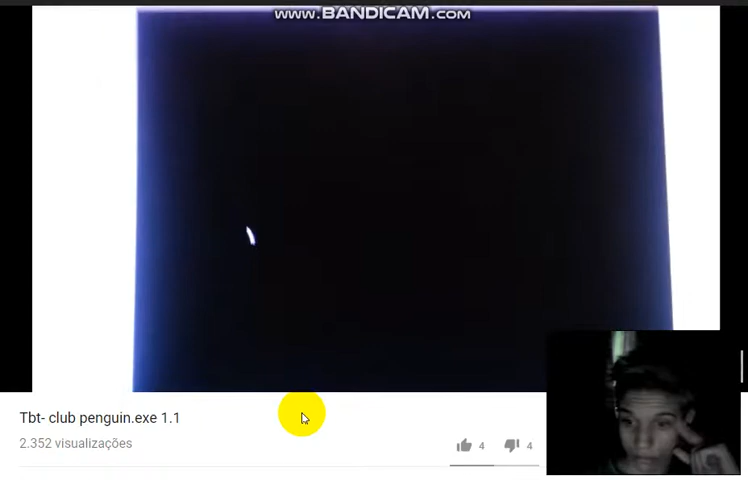 www.BANDICAM.com
Tbt- club penguin.exe 1.1
2.352 visualizações
4
4